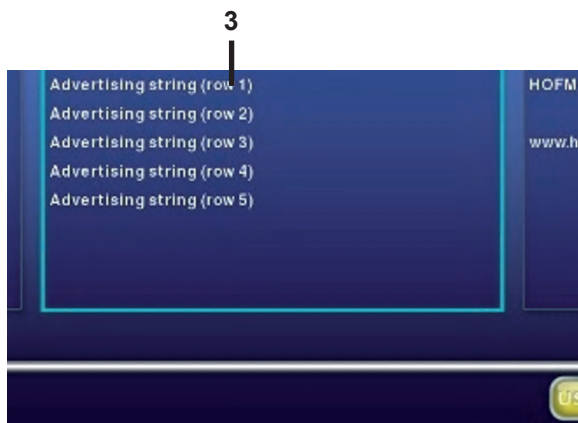 3
Advertising string (row 1)
Advertising string (row 2)
Advertising string (row 3)
Advertising string (row 4)
Advertising string (row 5)
HOFM
www.h
ÚS